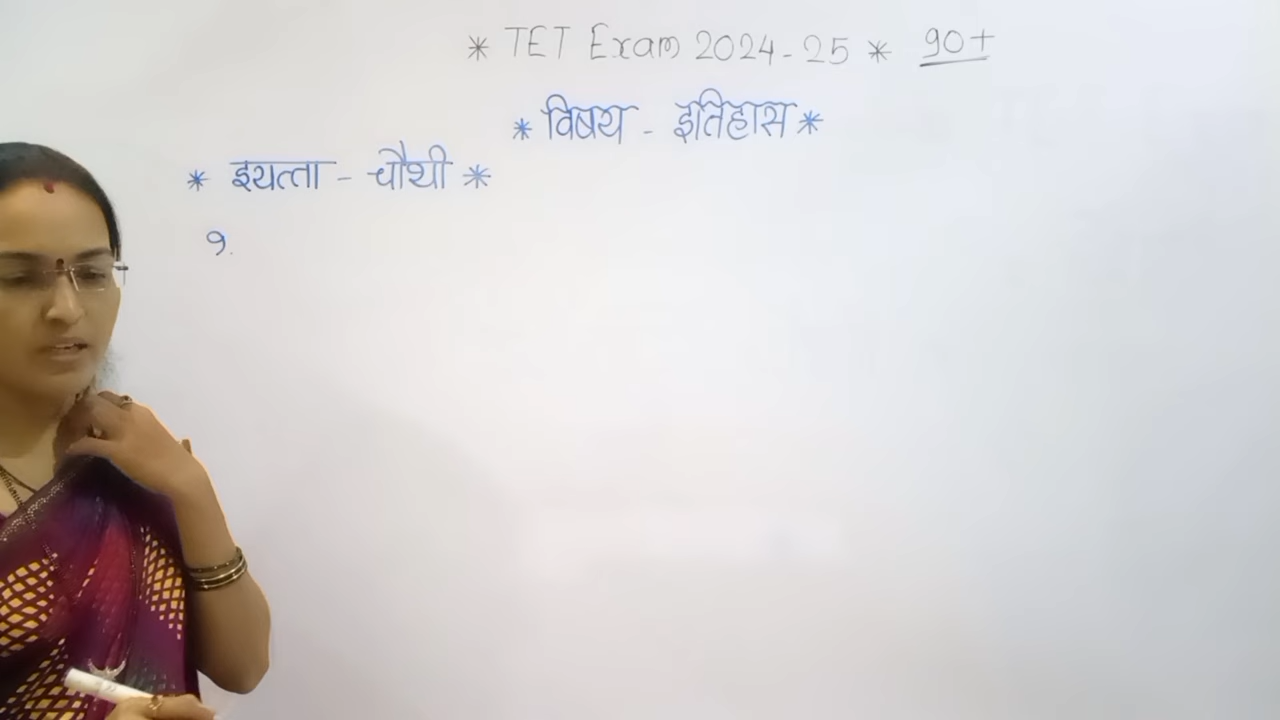 * TET Exam 2024-25 * 90+
* विषय - इतिहास *
* इयत्ता - चौथी *
१.